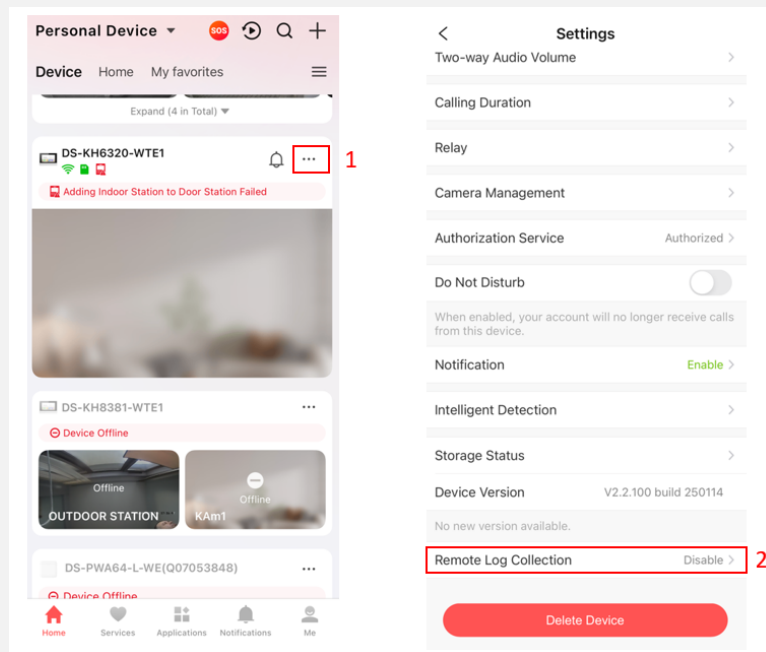 Personal Device
SOS
Device Home My favorites
Expand (4 in Total)
DS-KH6320-WTE1
1
Adding Indoor Station to Door Station Failed
DS-KH8381-WTE1
Device Offline
Offline
OUTDOOR STATION
Offline
KAm1
DS-PWA64-L-WE(Q07053848)
Device Offline
Home Services Applications Notifications Me
Settings
Two-way Audio Volume
Calling Duration
Relay
Camera Management
Authorization Service Authorized
Do Not Disturb
When enabled, your account will no longer receive calls
from this device.
Notification Enable
Intelligent Detection
Storage Status
Device Version V2.2.100 build 250114
No new version available.
Remote Log Collection Disable
2
Delete Device